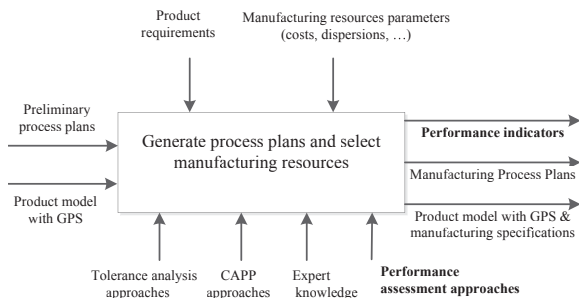 Product
requirements
Manufacturing resources parameters
(costs, dispersions, …)
Preliminary
process plans
Product model
with GPS
Generate process plans and select
manufacturing resources
Performance indicators
Manufacturing Process Plans
Product model with GPS &
manufacturing specifications
Tolerance analysis
approaches
CAPP
approaches
Expert
knowledge
Performance
assessment approaches